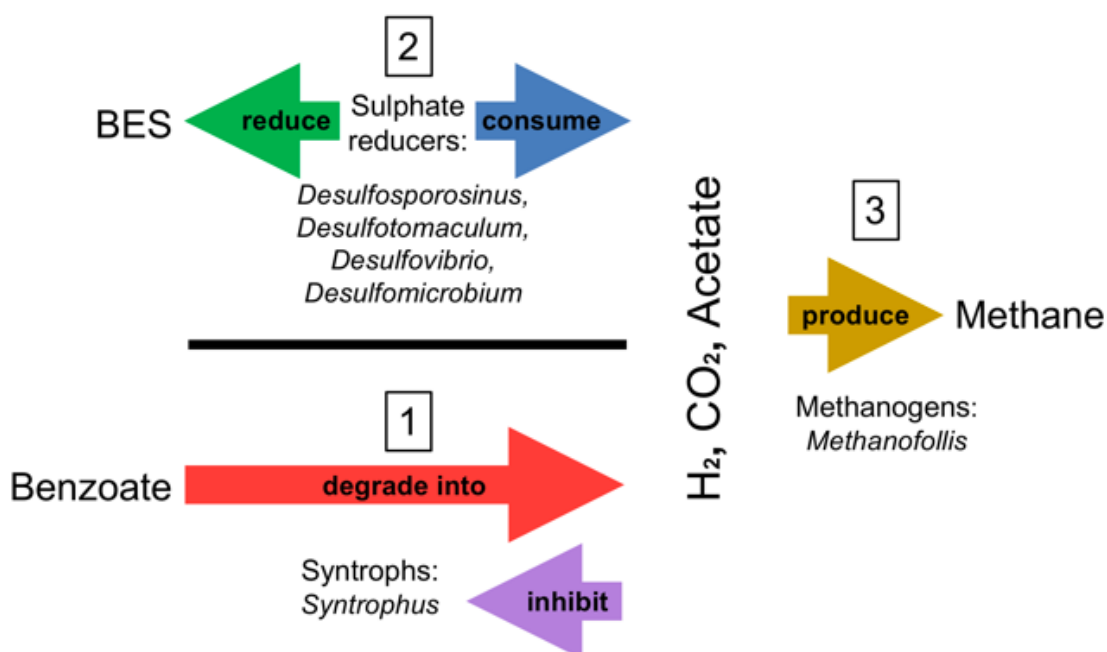 2
BES
reduce
Sulphate
reducers:
consume
Desulfosporosinus,
Desulfotomaculum,
Desulfovibrio,
Desulfomicrobium
H₂, CO₂, Acetate
3
produce
Methane
Methanogens:
Methanofollis
1
Benzoate
degrade into
Syntrophs:
Syntrophus
inhibit